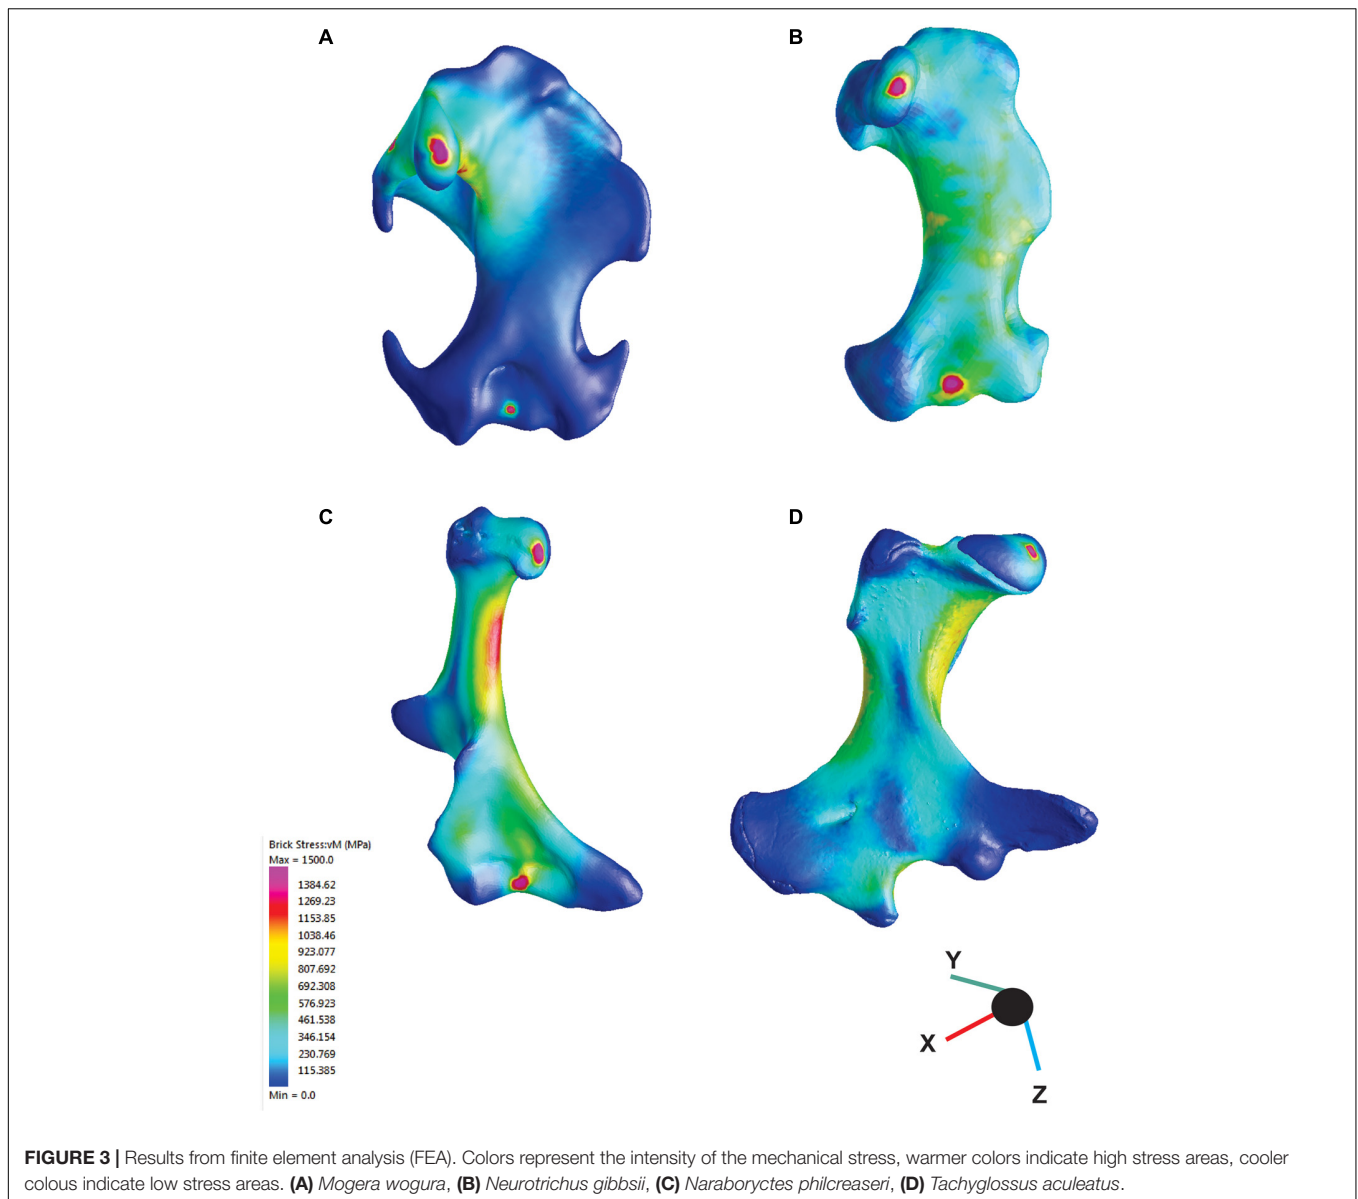 A
B
C
D
Brick Stress:vM (MPa)
Max = 1500.0
1384.62
1269.23
1153.85
1038.46
923.077
807.692
692.308
576.923
461.538
346.154
230.769
115.385
Min = 0.0
Y
X
Z
FIGURE 3 | Results from finite element analysis (FEA). Colors represent the intensity of the mechanical stress, warmer colors indicate high stress areas, cooler
colous indicate low stress areas. (A) Mogera wogura, (B) Neurotrichus gibbsii, (C) Naraboryctes philcreaseri, (D) Tachyglossus aculeatus.